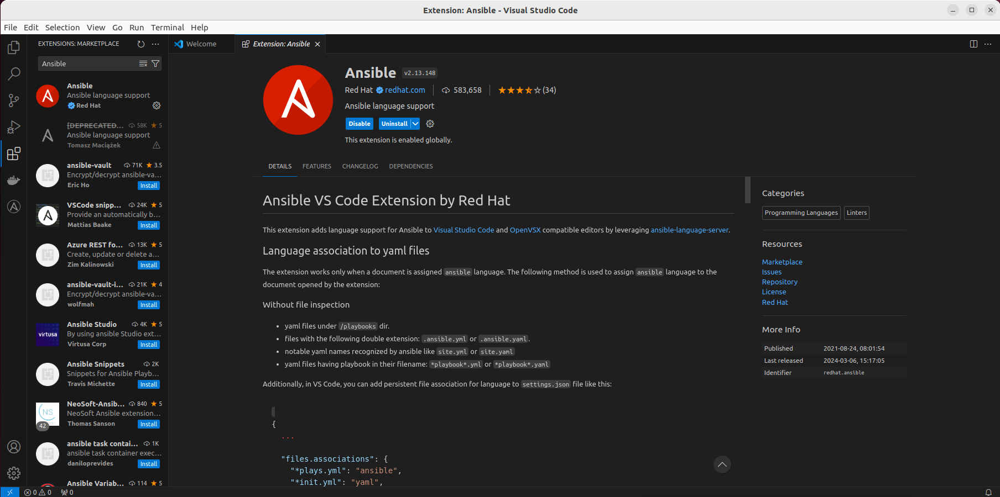 Extension: Ansible - Visual Studio Code
File Edit Selection View Go Run Terminal Help
EXTENSIONS: MARKETPLACE
Ansible
Ansible
Ansible language support
Red Hat
[DEPRECATED... 58K 5
Ansible language support
Tomasz Maciążek
ansible-vault 71K 3.5
Encrypt/decrypt ansible-va...
Eric Ho Install
VSCode snipp... 24K 5
Provide an automatically b...
Mattias Baake Install
Azure REST fo... 13K 5
Create, update or delete a...
Zim Kalinowski Install
ansible-vault-i... 21K 4
Encrypt/decrypt ansible-va...
wolfmah Install
virtusa
Ansible Studio 4K 5
By using ansible Studio ext...
Virtusa Corp Install
Ansible Snippets 2K
Snippets for Ansible Playb...
Travis Michette Install
NS
42
NeoSoft-Ansib... 840 5
NeoSoft Ansible extension...
Thomas Sanson Install
ansible task contai... 1K
ansible task container exec...
daniloprevides Install
Ansible Variab... 114 5
Welcome
Extension: Ansible
Ansible v2.13.148
Red Hat redhat.com 583,658 (34)
Ansible language support
Disable Uninstall
This extension is enabled globally.
DETAILS FEATURES CHANGELOG DEPENDENCIES
Ansible VS Code Extension by Red Hat
This extension adds language support for Ansible to Visual Studio Code and OpenVSX compatible editors by leveraging ansible-language-server.
Language association to yaml files
The extension works only when a document is assigned ansible language. The following method is used to assign ansible language to the
document opened by the extension:
Without file inspection
• yaml files under /playbooks dir.
• files with the following double extension: .ansible.yml or .ansible.yaml.
• notable yaml names recognized by ansible like site.yml or site.yaml
• yaml files having playbook in their filename: *playbook*.yml or *playbook*.yaml
Additionally, in VS Code, you can add persistent file association for language to settings.json file like this:
{
...
"files.associations": {
"*plays.yml": "ansible",
"*init.yml": "yaml",
Categories
Programming Languages Linters
Resources
Marketplace
Issues
Repository
License
Red Hat
More Info
Published 2021-08-24, 08:01:54
Last released 2024-03-06, 15:17:05
Identifier redhat.ansible
0 0 0